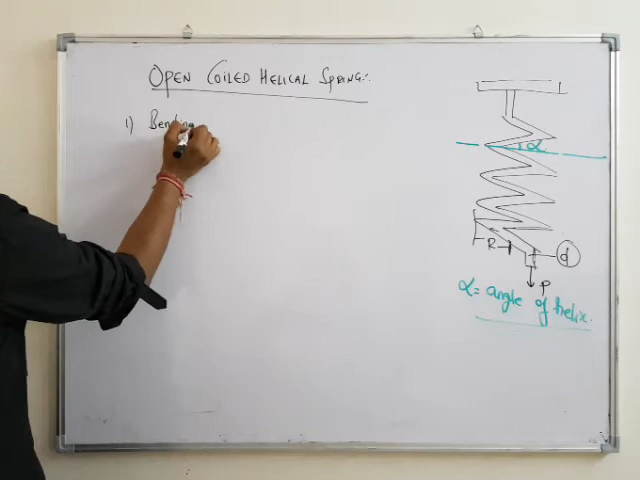 OPEN COILED HELICAL SPRING:.
1) Bending
α
R
d
P
α = angle of helix.